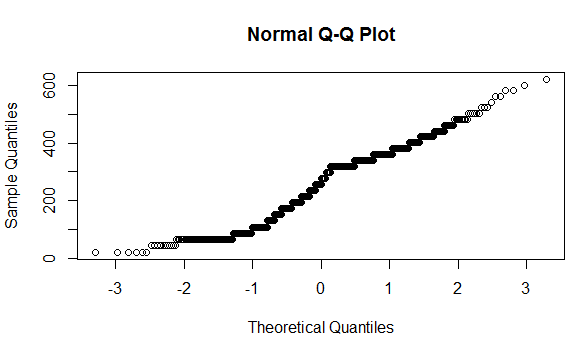 Normal Q-Q Plot
Sample Quantiles
600
400
200
0
-3 -2 -1 0 1 2 3
Theoretical Quantiles